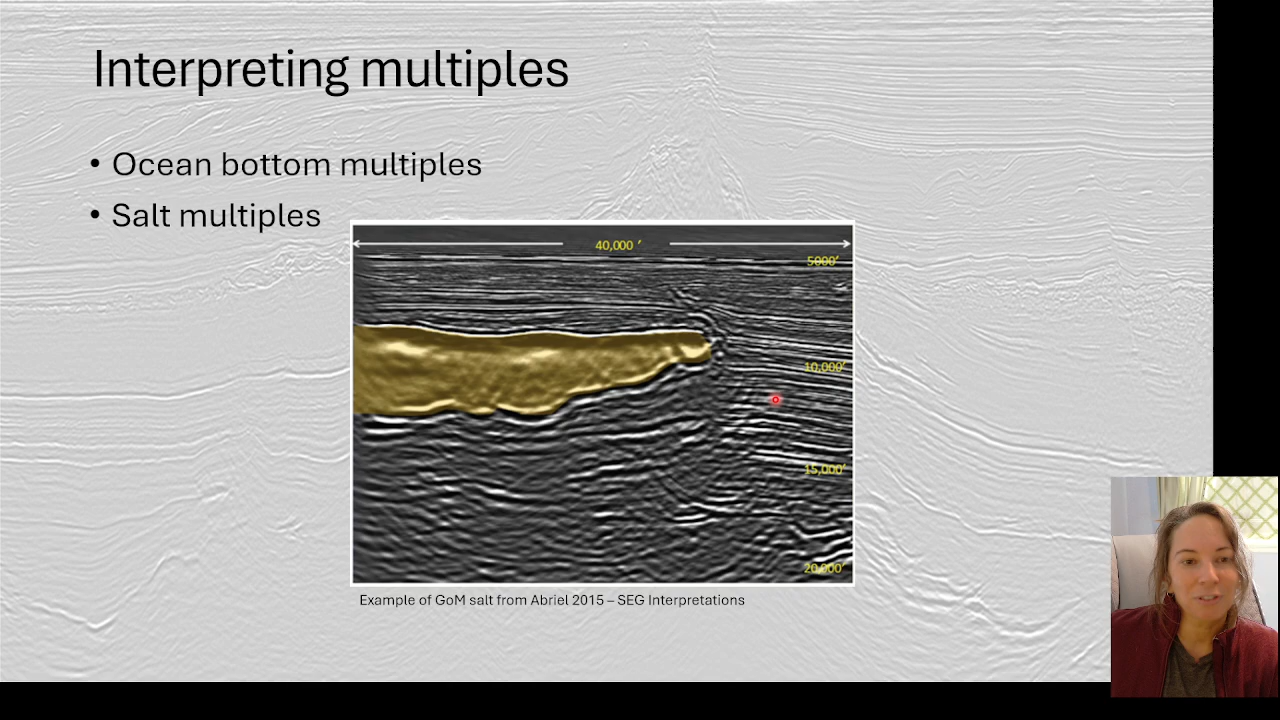 Interpreting multiples
• Ocean bottom multiples
• Salt multiples
40,000 ′
5000′
10,000′
15,000′
20,000′
Example of GoM salt from Abriel 2015 – SEG Interpretations